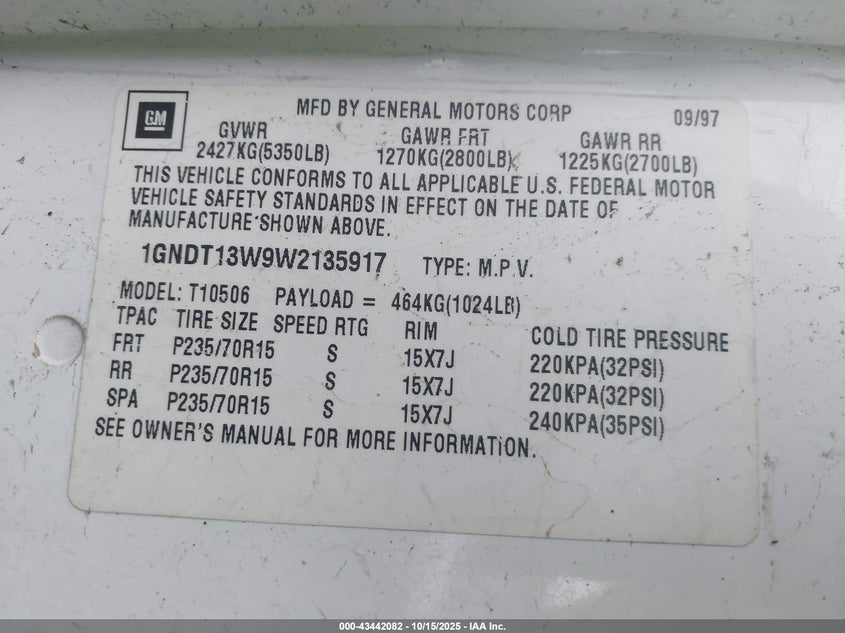 GM
MFD BY GENERAL MOTORS CORP 09/97
GVWR GAWR FRT GAWR RR
2427KG(5350LB) 1270KG(2800LB) 1225KG(2700LB)
THIS VEHICLE CONFORMS TO ALL APPLICABLE U.S. FEDERAL MOTOR
VEHICLE SAFETY STANDARDS IN EFFECT ON THE DATE OF
MANUFACTURE SHOWN ABOVE.
1GNDT13W9W2135917 TYPE: M.P.V.
MODEL: T10506 PAYLOAD = 464KG(1024LB)
TPAC TIRE SIZE SPEED RTG RIM COLD TIRE PRESSURE
FRT P235/70R15 S 15X7J 220KPA(32PSI)
RR P235/70R15 S 15X7J 220KPA(32PSI)
SPA P235/70R15 S 15X7J 240KPA(35PSI)
SEE OWNER'S MANUAL FOR MORE INFORMATION.
000-43442082 - 10/15/2025 - IAA Inc.